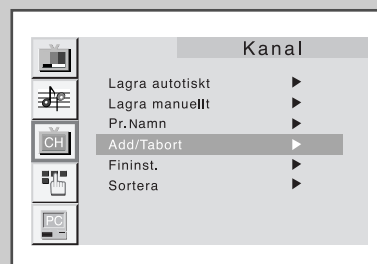 Kanal
Lagra autotiskt
Lagra manuellt
Pr.Namn
CH
Add/Tabort
Fininst.
Sortera
PC